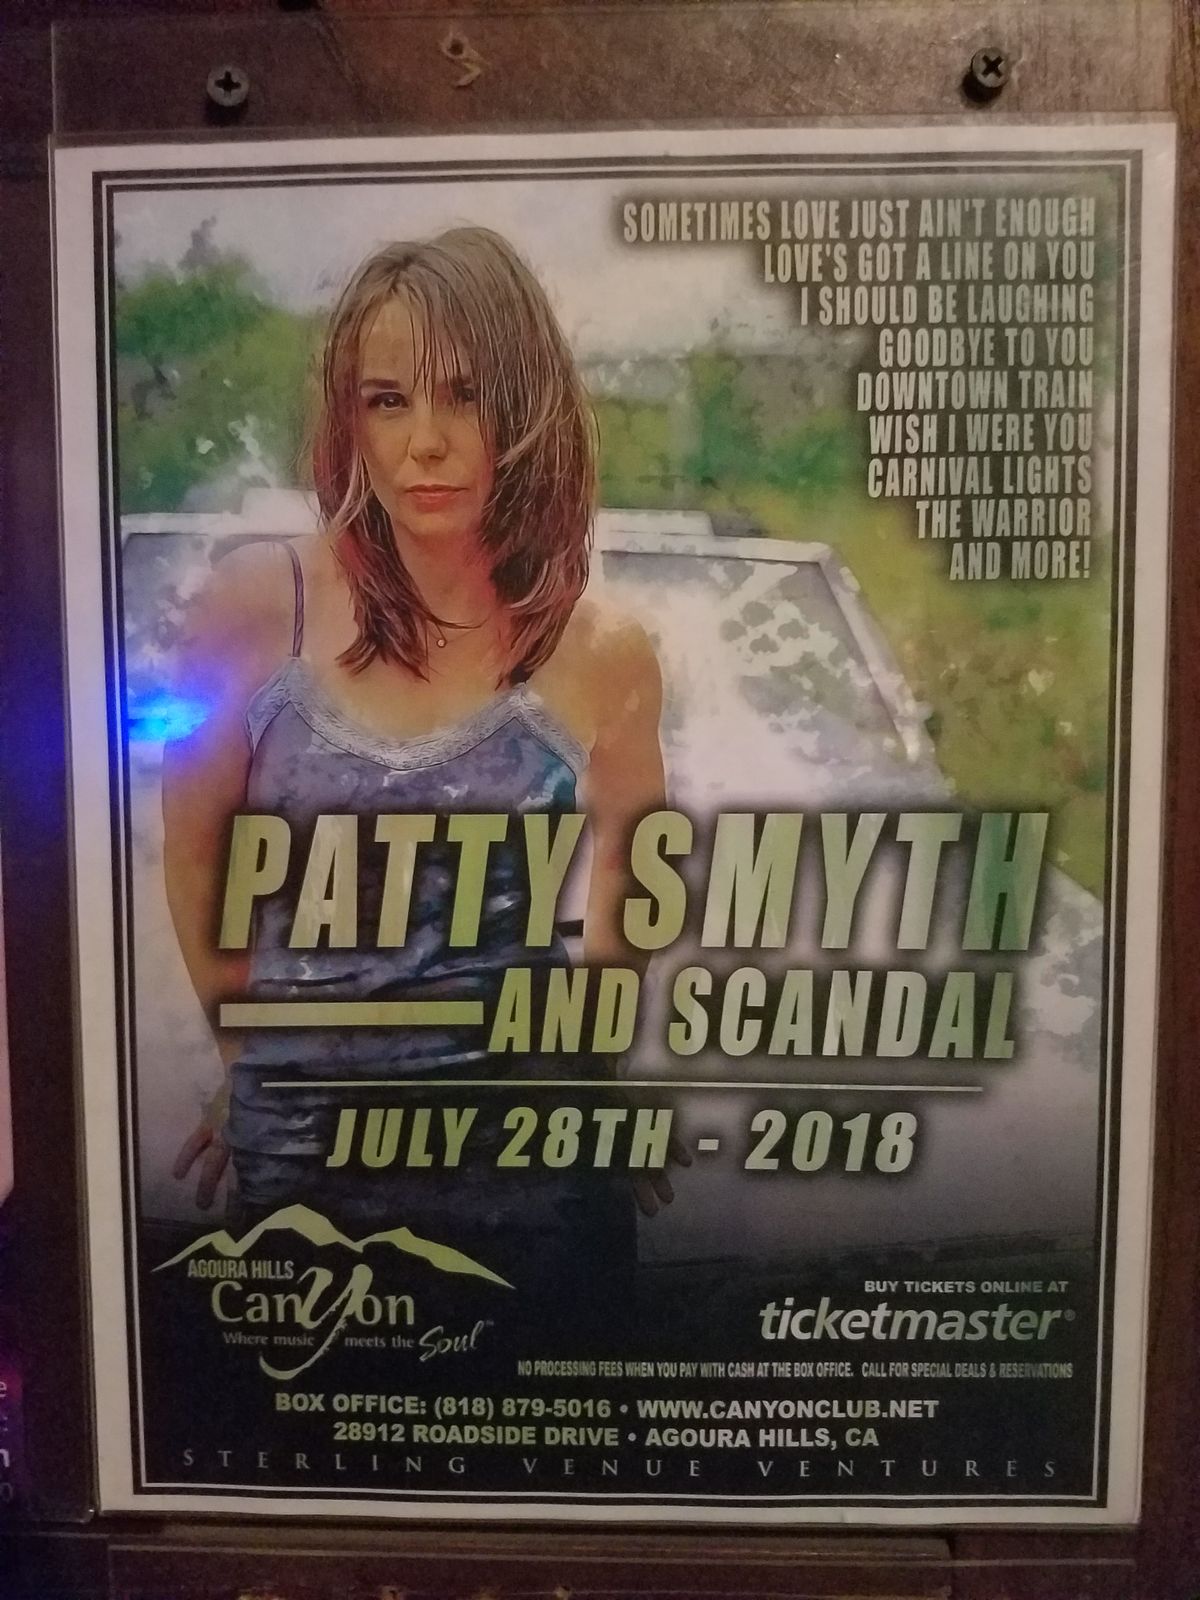 SOMETIMES LOVE JUST AIN'T ENOUGH
LOVE'S GOT A LINE ON YOU
I SHOULD BE LAUGHING
GOODBYE TO YOU
DOWNTOWN TRAIN
WISH I WERE YOU
CARNIVAL LIGHTS
THE WARRIOR
AND MORE!
PATTY SMYTH
AND SCANDAL
JULY 28TH - 2018
AGOURA HILLS
Canyon
Where music meets the Soul™
BUY TICKETS ONLINE AT
ticketmaster®
NO PROCESSING FEES WHEN YOU PAY WITH CASH AT THE BOX OFFICE. CALL FOR SPECIAL DEALS & RESERVATIONS
BOX OFFICE: (818) 879-5016 • WWW.CANYONCLUB.NET
28912 ROADSIDE DRIVE • AGOURA HILLS, CA
STERLING VENUE VENTURES